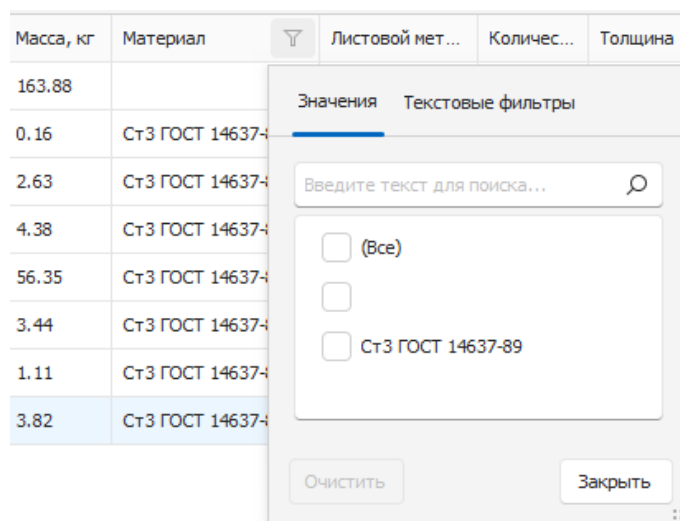 Масса, кг Материал Листовой мет... Количес... Толщина
163.88
Значения Текстовые фильтры
0.16 Ст3 ГОСТ 14637-
2.63 Ст3 ГОСТ 14637-
Введите текст для поиска...
4.38 Ст3 ГОСТ 14637-
(Все)
56.35 Ст3 ГОСТ 14637-
3.44 Ст3 ГОСТ 14637-
Ст3 ГОСТ 14637-89
1.11 Ст3 ГОСТ 14637-
3.82 Ст3 ГОСТ 14637-
Очистить Закрыть